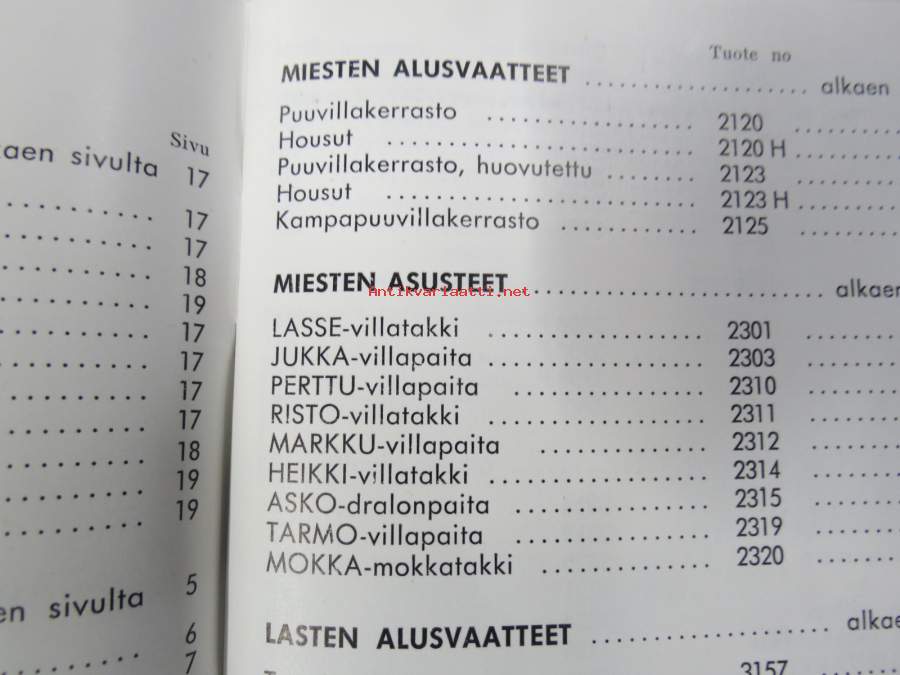 Sivu
aen sivulta 17
17
17
18
19
17
17
17
17
18
19
19
en sivulta 5
6
7
Tuote no
MIESTEN ALUSVAATTEET .................... alkaen
Puuvillakerrasto .................. 2120 ..........
Housut .......................... 2120 H ..........
Puuvillakerrasto, huovutettu ....... 2123 ..........
Housut .......................... 2123 H ..........
Kampapuuvillakerrasto ............ 2125 ..........
MIESTEN ASUSTEET ......................... alkaen
Antikvariaatti.net
LASSE-villatakki .................. 2301 ........
JUKKA-villapaita .................. 2303 ........
PERTTU-villapaita ................ 2310 ........
R!STO-villatakki .................. 2311 ........
MARKKU-villapaita .............. 2312 ........
HEIKKI-villatakki .................. 2314 ........
ASKO-dralonpaita ................ 2315 ........
TARMO-villapaita ................ 2319 ........
MOKKA-mokkatakki .............. 2320 ........
LASTEN ALUSVAATTEET ..................... alkae
3157